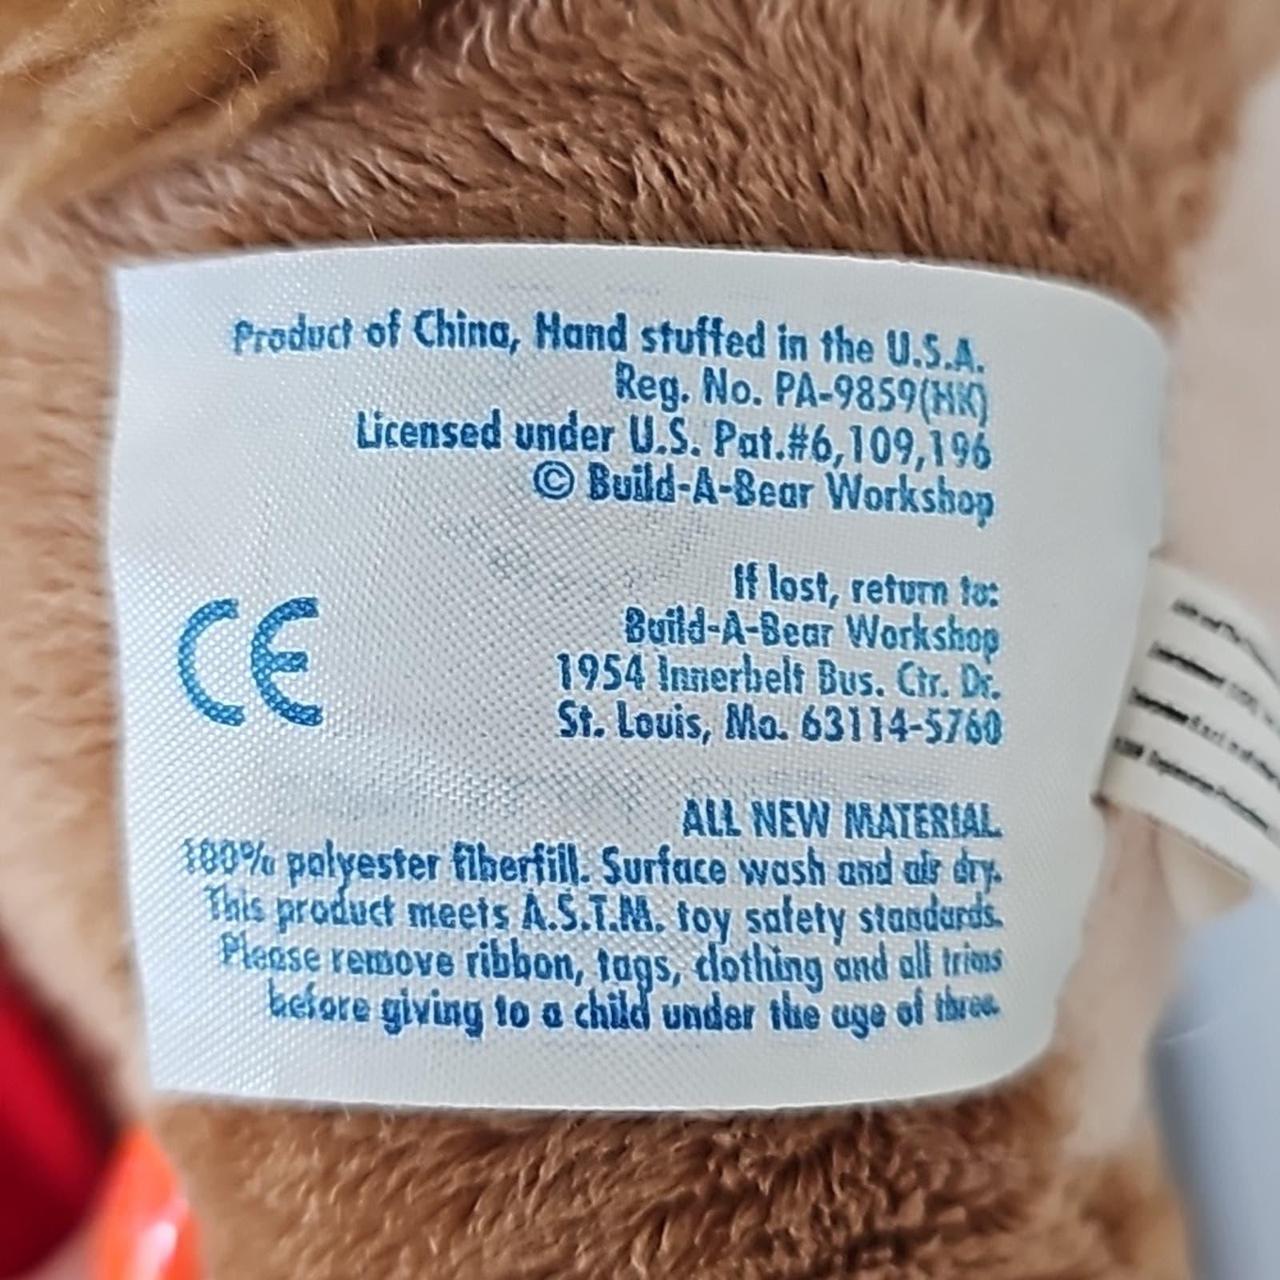 Product of China, Hand stuffed in the U.S.A.
Reg. No. PA-9859(HK)
Licensed under U.S. Pat.#6,109,196
© Build-A-Bear Workshop
If lost, return to:
Build-A-Bear Workshop
1954 Innerbelt Bus. Ctr. Dr.
St. Louis, Mo. 63114-5760
CE
ALL NEW MATERIAL
100% polyester fiberfill. Surface wash and air dry.
This product meets A.S.T.M. toy safety standards.
Please remove ribbon, tags, clothing and all trims
before giving to a child under the age of three.